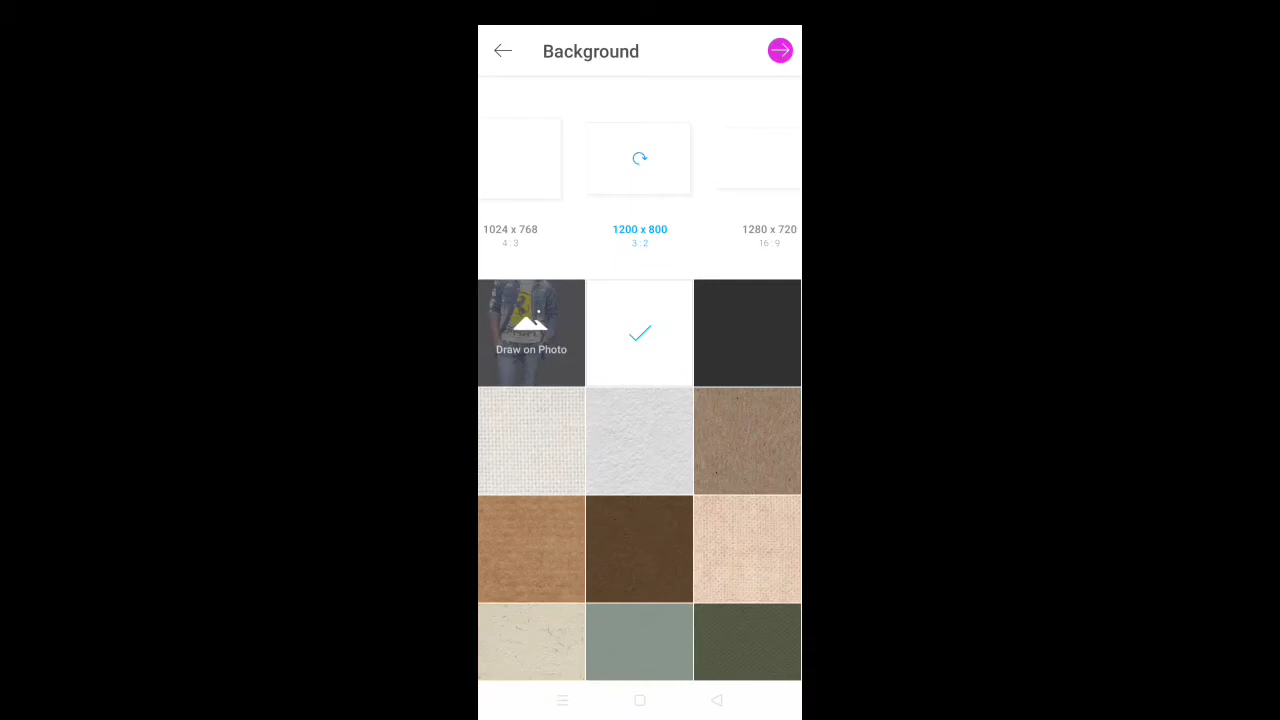 Background
1024 x 768
4 : 3
1200 x 800
3 : 2
1280 x 720
16 : 9
Draw on Photo